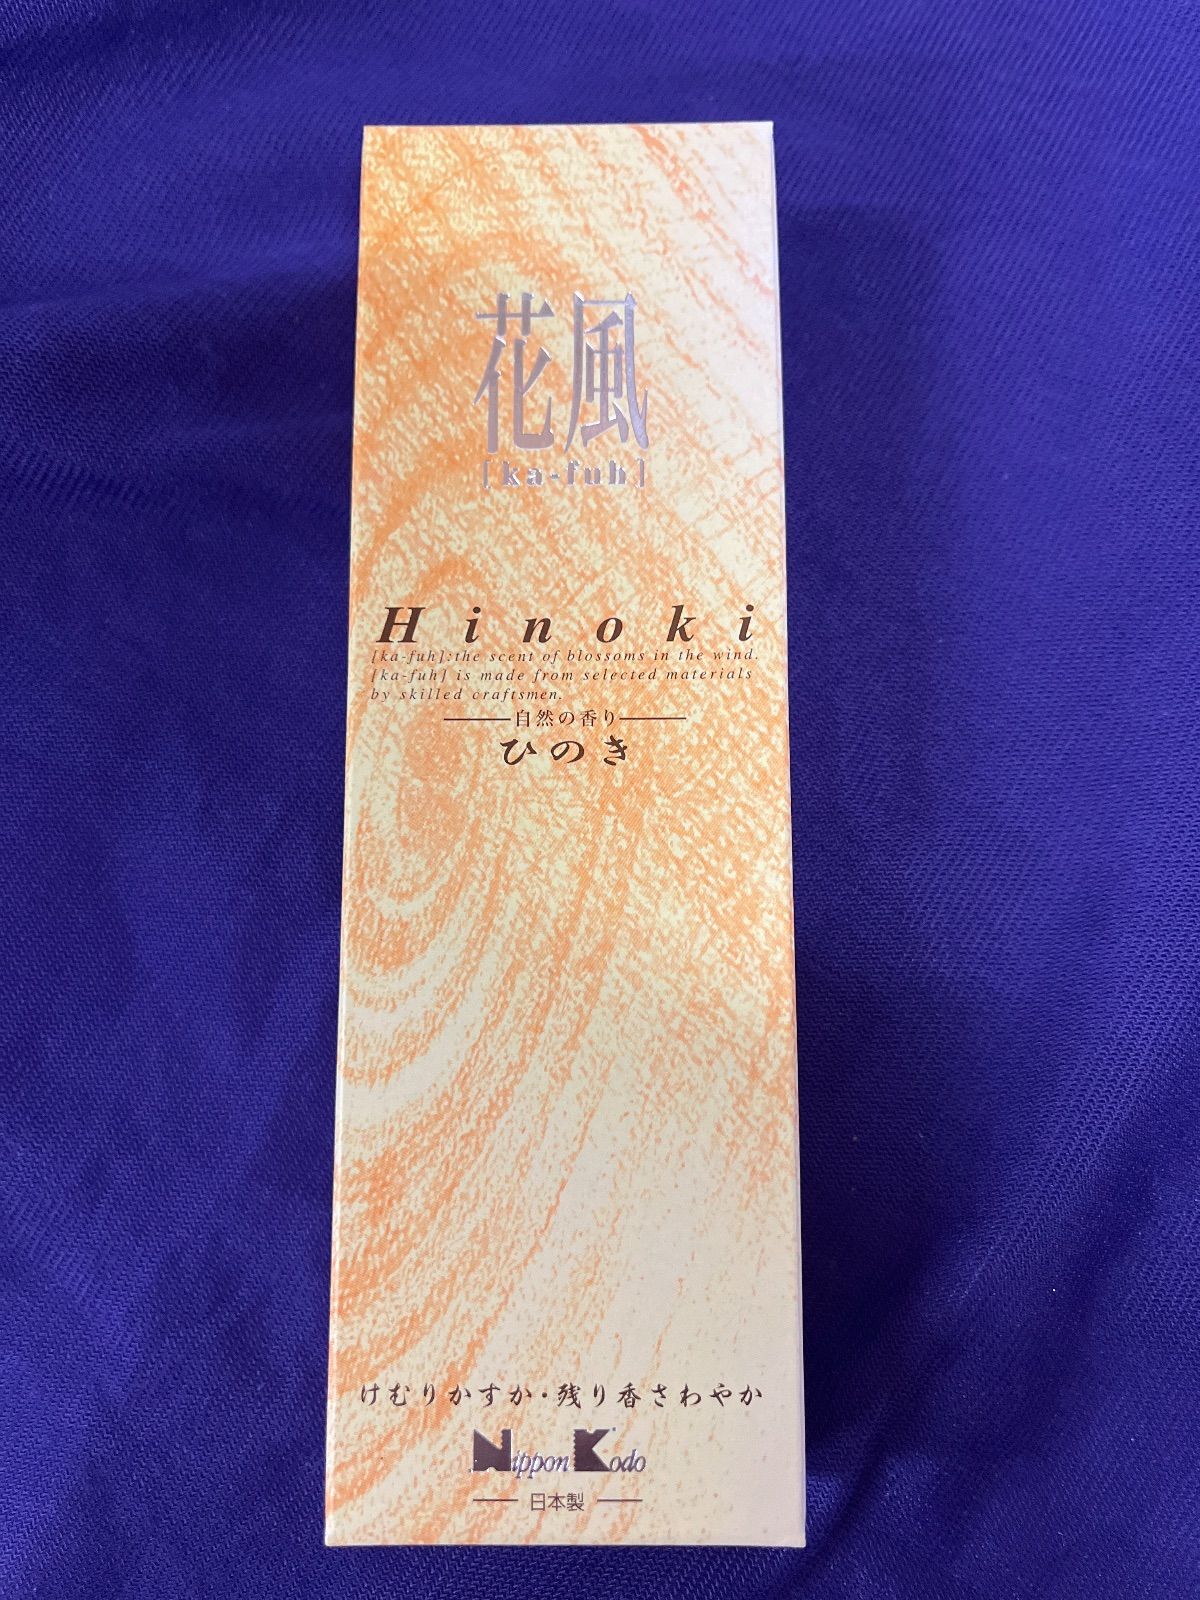 花風
[ka-fuh]
Hinoki
[ka-fuh]:the scent of blossoms in the wind.
[ka-fuh] is made from selected materials
by skilled craftsmen.
自然の香り
ひのき
けむりかすか・残り香さわやか
Nippon Kodo
日本製